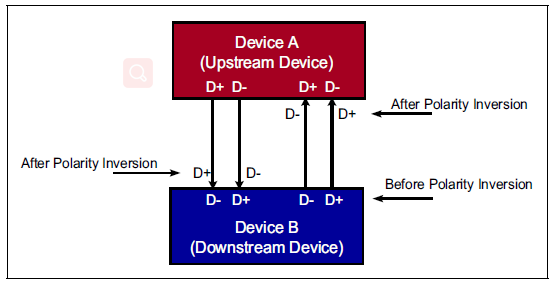 Device A
(Upstream Device)
D+ D- D+ D-
D- D+
After Polarity Inversion
After Polarity Inversion
D+ D-
Before Polarity Inversion
D- D+ D- D+
Device B
(Downstream Device)